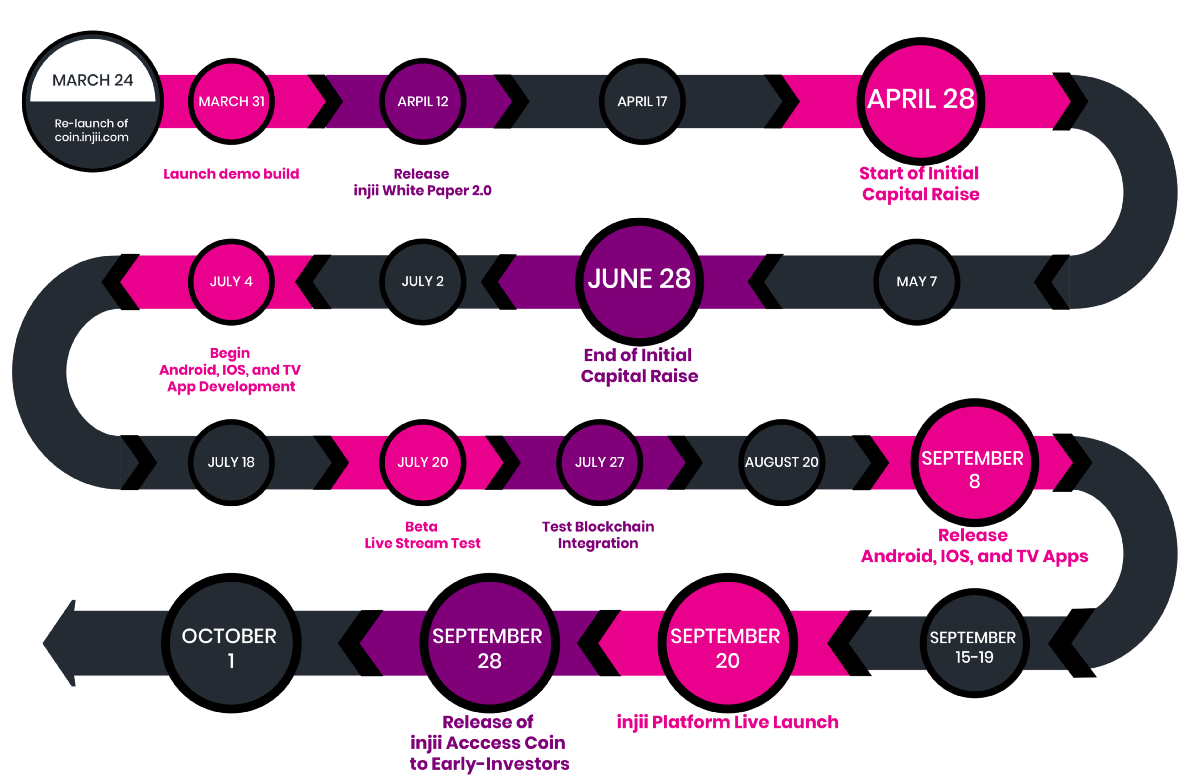 MARCH 24
Re-launch of
coin.injii.com
MARCH 31
Launch demo build
ARPIL 12
Release
injii White Paper 2.0
APRIL 17
APRIL 28
Start of Initial
Capital Raise
MAY 7
JUNE 28
End of Initial
Capital Raise
JULY 2
JULY 4
Begin
Android, IOS, and TV
App Development
JULY 18
JULY 20
Beta
Live Stream Test
JULY 27
Test Blockchain
Integration
AUGUST 20
SEPTEMBER
8
Release
Android, IOS, and TV Apps
SEPTEMBER
15-19
SEPTEMBER
20
injii Platform Live Launch
SEPTEMBER
28
Release of
injii Acccess Coin
to Early-Investors
OCTOBER
1